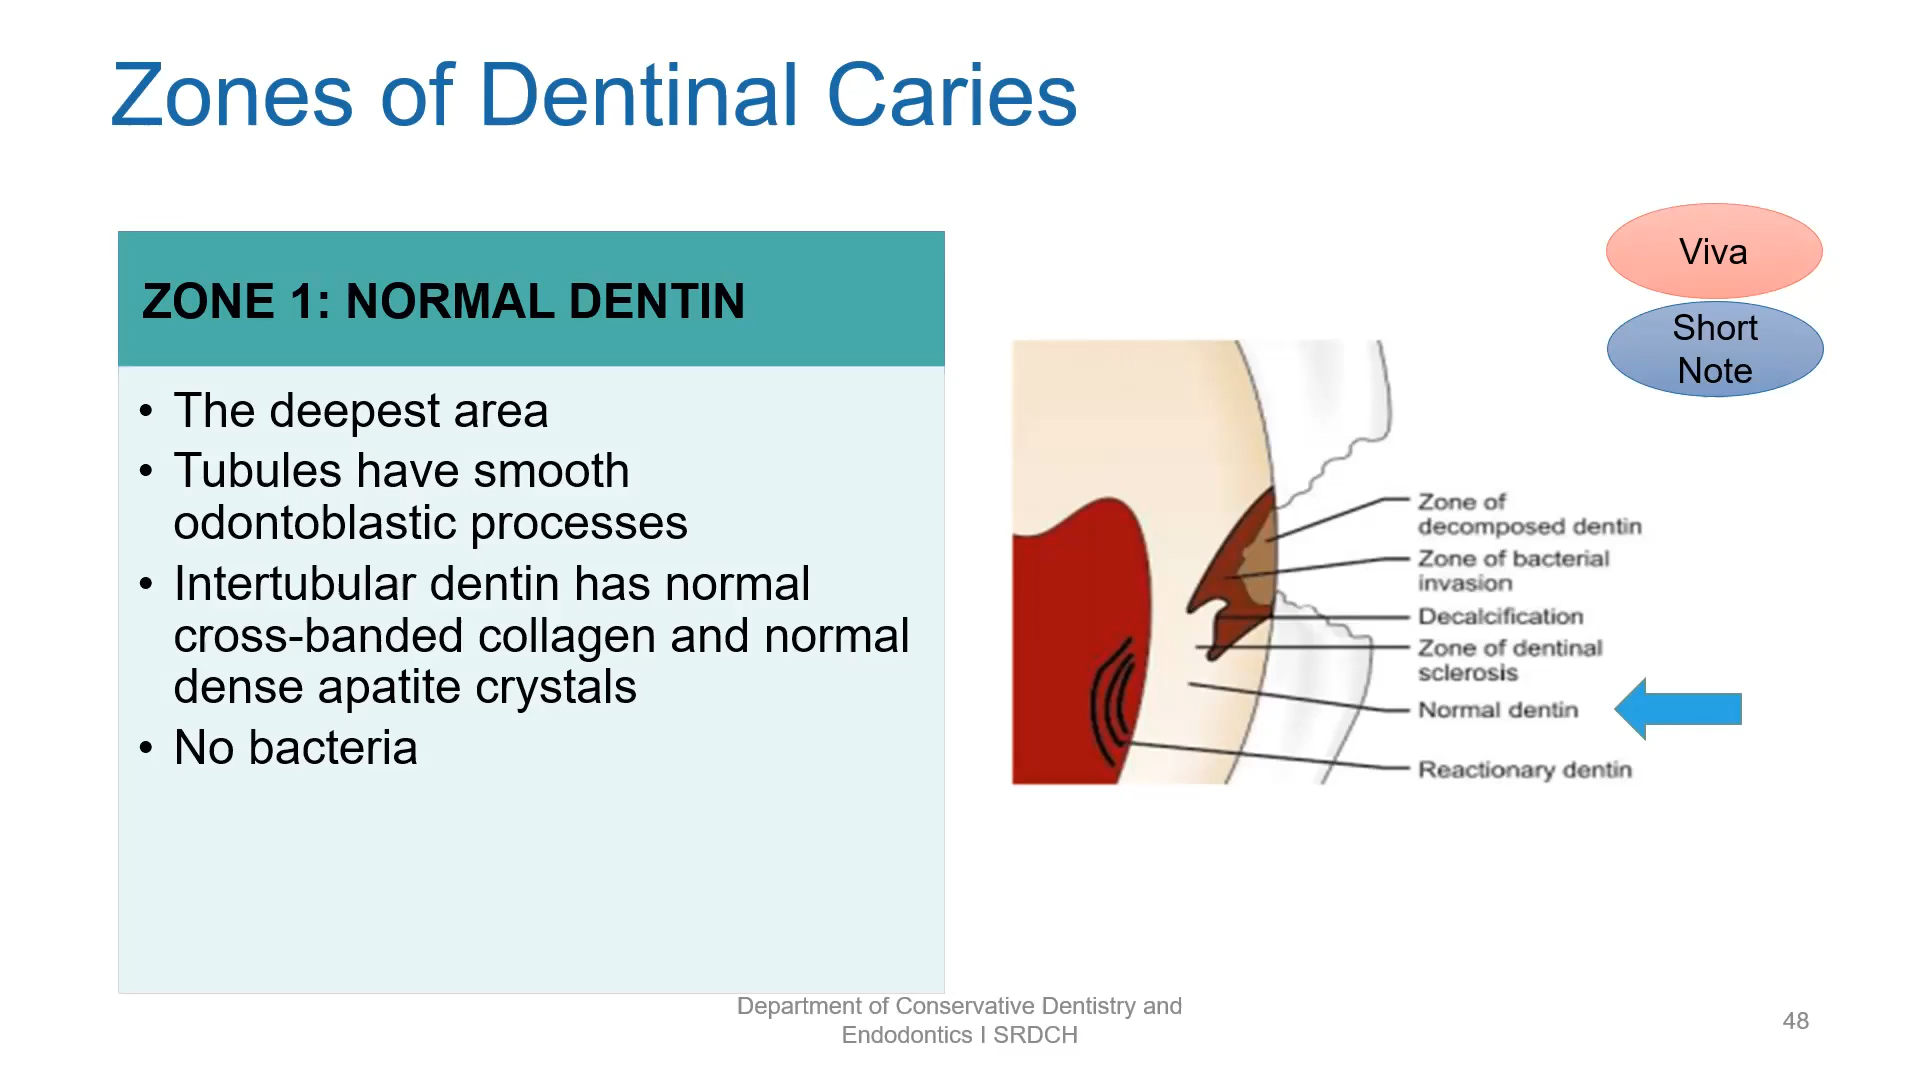 Zones of Dentinal Caries
ZONE 1: NORMAL DENTIN
• The deepest area
• Tubules have smooth
odontoblastic processes
• Intertubular dentin has normal
cross-banded collagen and normal
dense apatite crystals
• No bacteria
Viva
Short
Note
Zone of
decomposed dentin
Zone of bacterial
invasion
Decalcification
Zone of dentinal
sclerosis
Normal dentin
Reactionary dentin
Department of Conservative Dentistry and
Endodontics I SRDCH
48